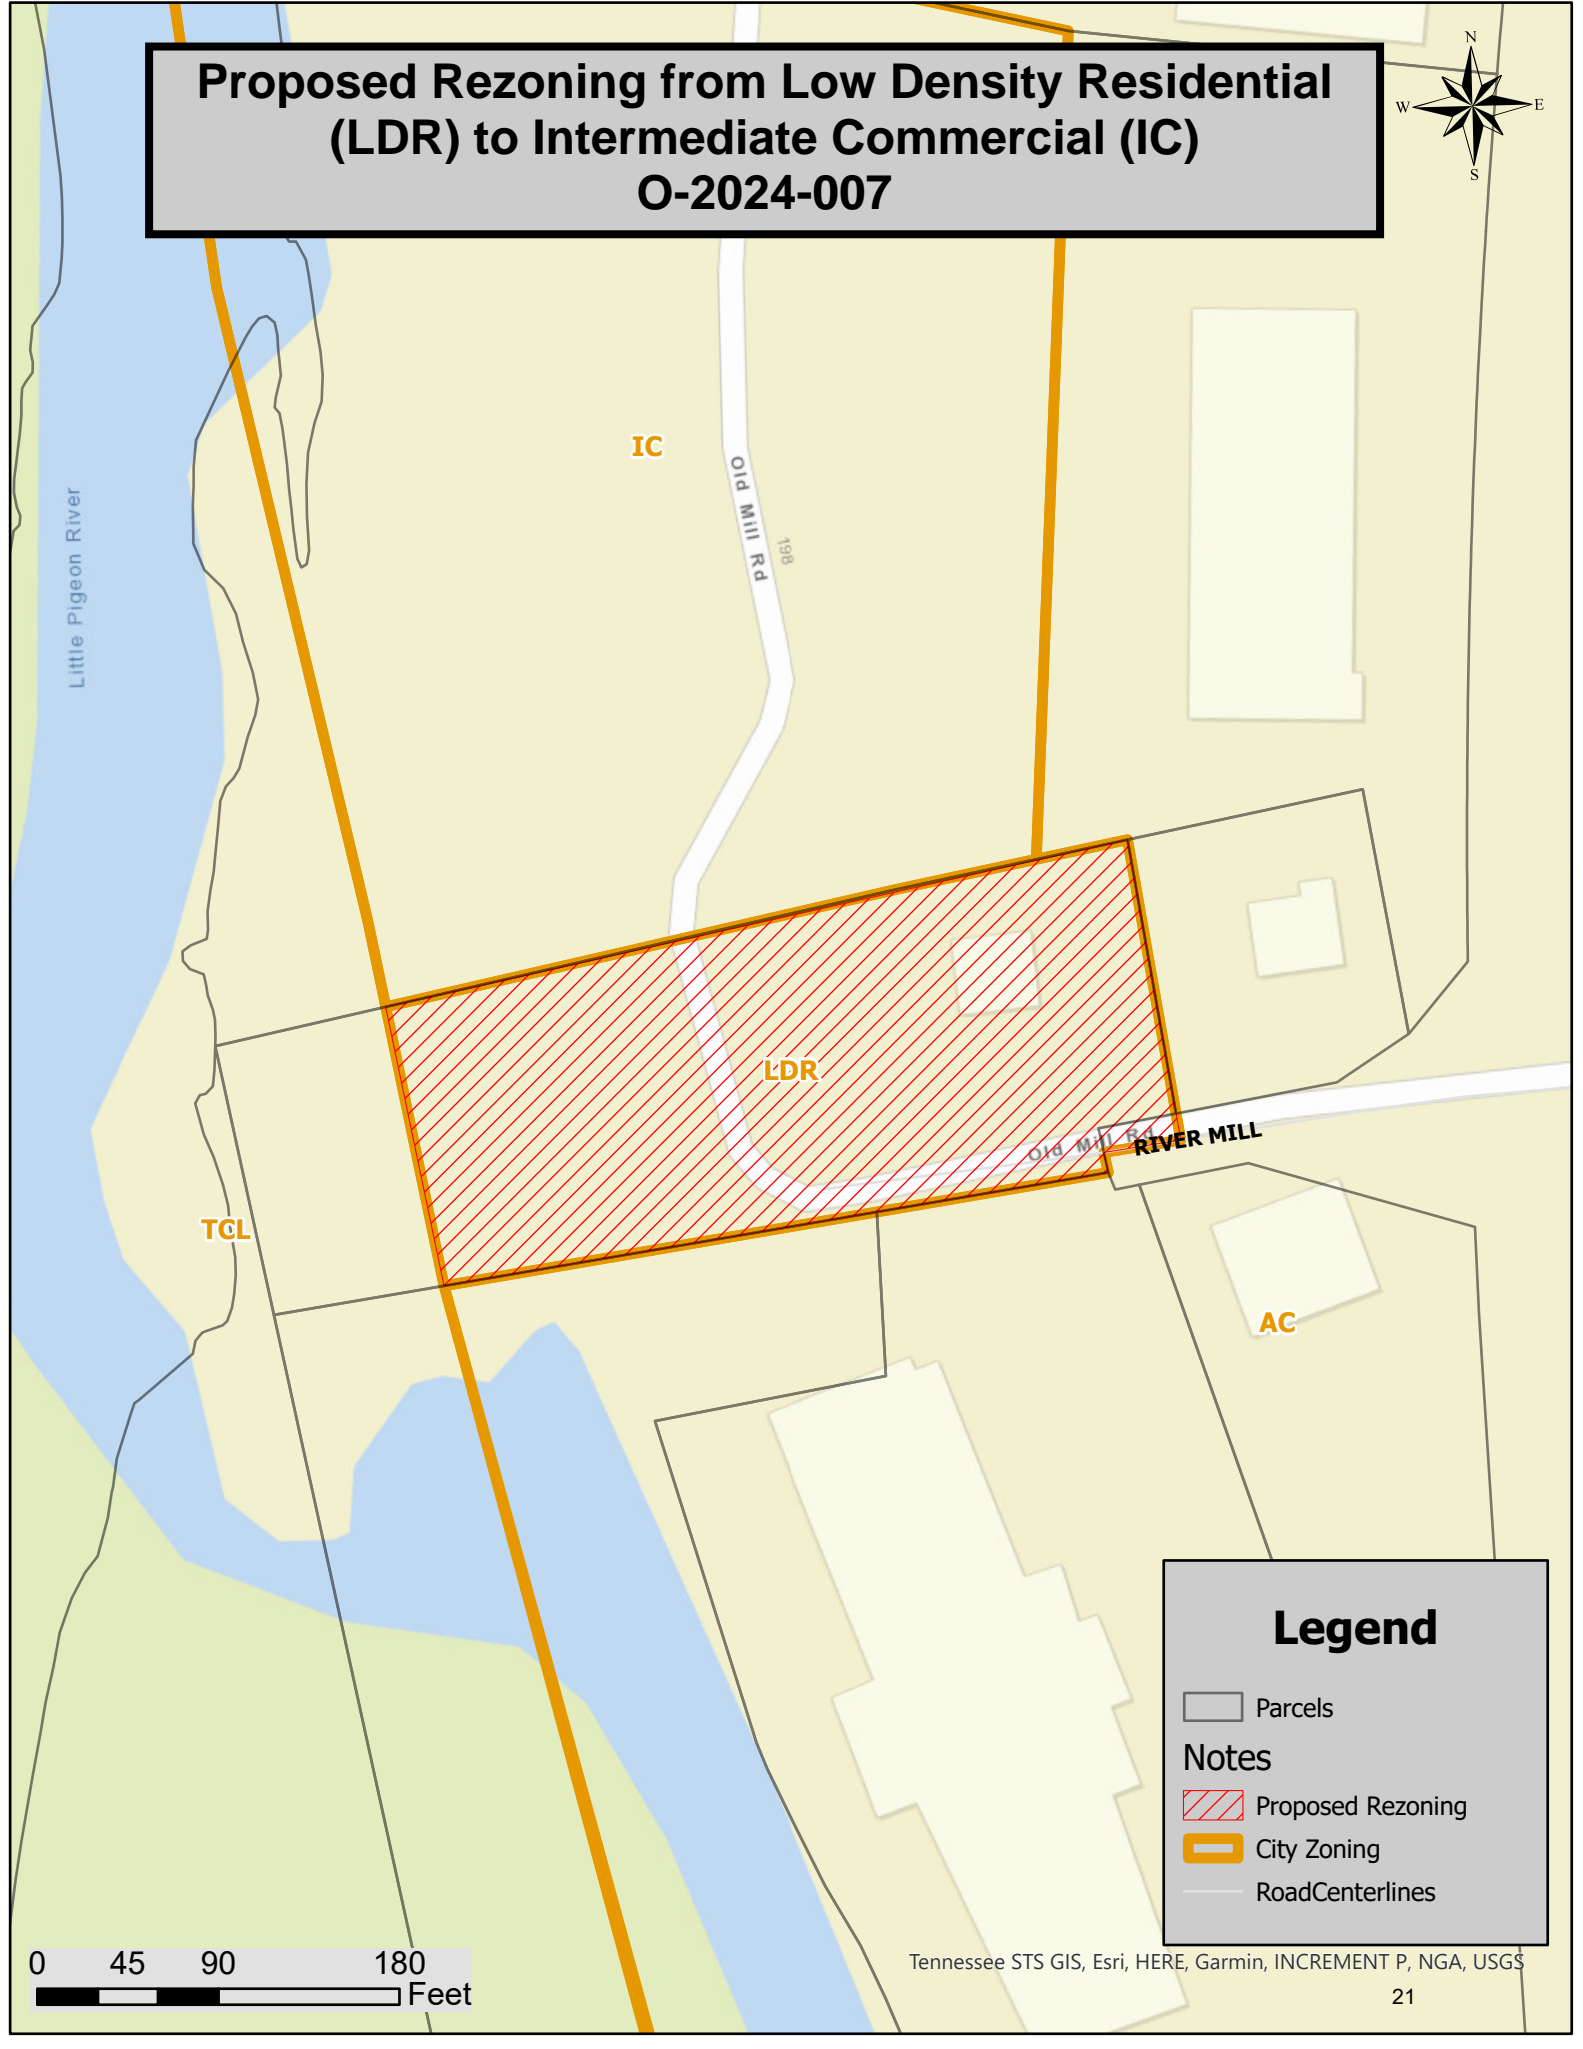 Proposed Rezoning from Low Density Residential
(LDR) to Intermediate Commercial (IC)
O-2024-007
N
W
E
S
IC
Old Mill Rd
198
Little Pigeon River
LDR
Old Mill Rd
RIVER MILL
TCL
AC
Legend
Parcels
Notes
Proposed Rezoning
City Zoning
RoadCenterlines
0 45 90 180
Feet
Tennessee STS GIS, Esri, HERE, Garmin, INCREMENT P, NGA, USGS
21